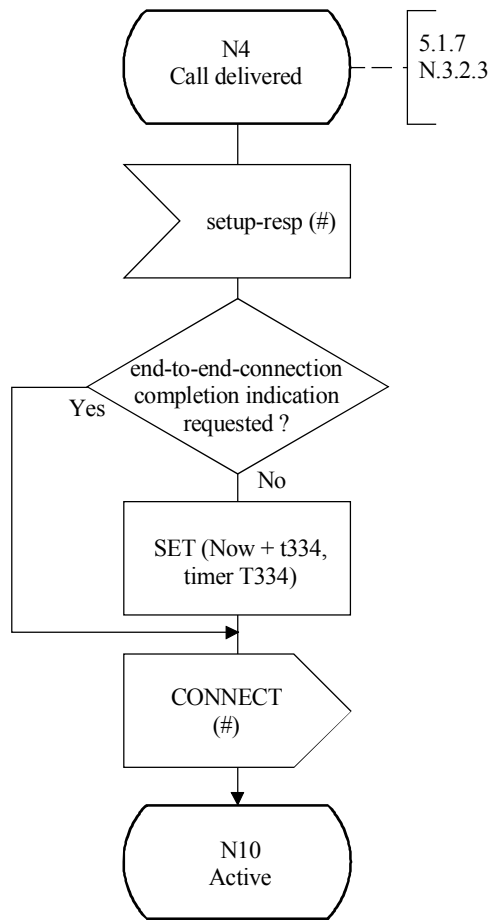 N4
Call delivered
5.1.7
N.3.2.3
setup-resp (#)
end-to-end-connection
completion indication
requested ?
Yes
No
SET (Now + t334,
timer T334)
CONNECT
(#)
N10
Active